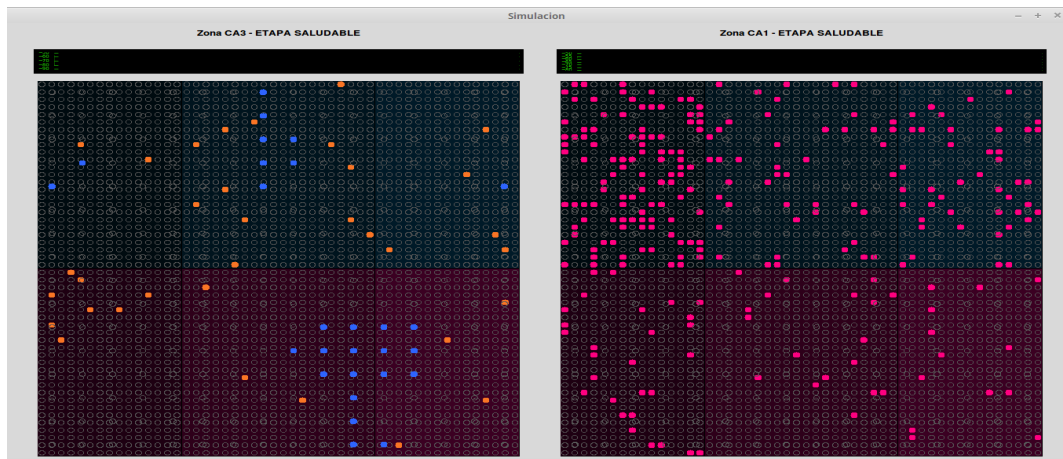 Simulacion
Zona CA3 - ETAPA SALUDABLE
Zona CA1 - ETAPA SALUDABLE